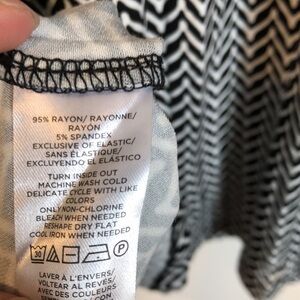 95% RAYON/ RAYONNE/
RAYÓN
5% SPANDEX
EXCLUSIVE OF ELASTIC/
SANS ÉLASTIQUE/
EXCLUYENDO EL ELÁSTICO
TURN INSIDE OUT
MACHINE WASH COLD
DELICATE CYCLE WITH LIKE
COLORS
ONLY NON-CHLORINE
BLEACH WHEN NEEDED
RESHAPE DRY FLAT
COOL IRON WHEN NEEDED
30 P
LAVER À L'ENVERS/
VOLTEAR AL REVÉS,
AVEC DES COULEURS